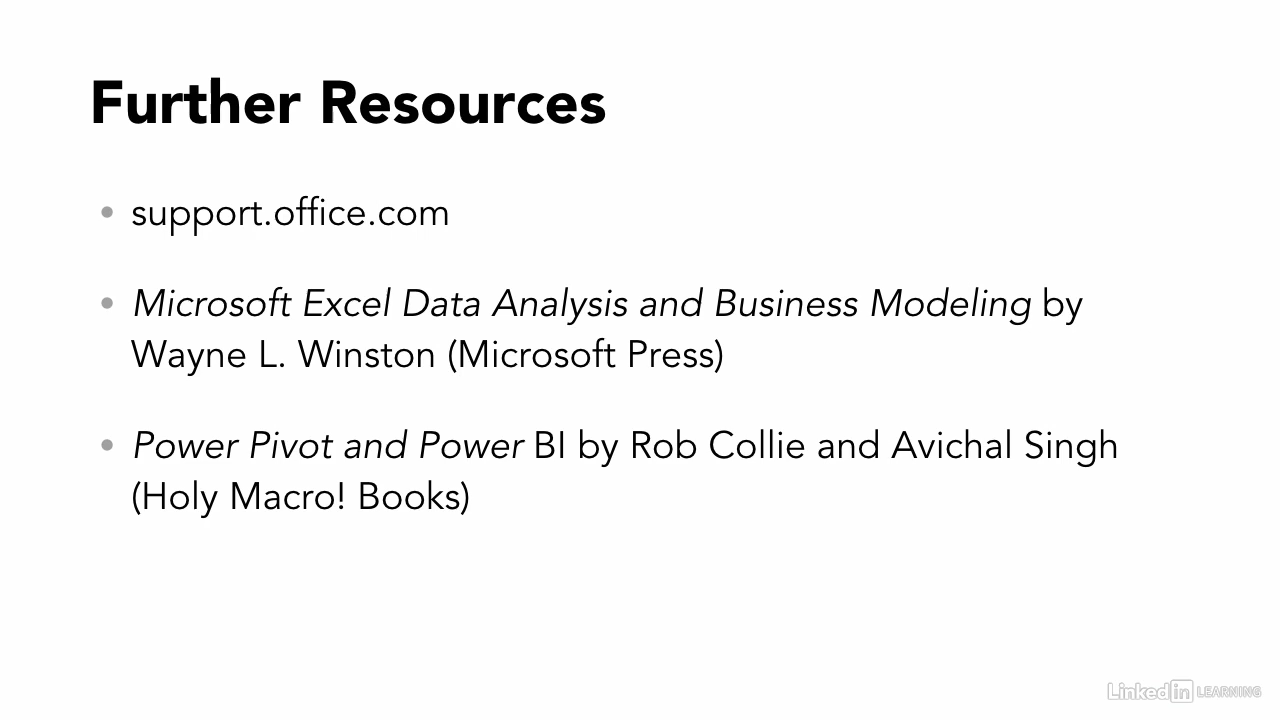 Further Resources
• support.office.com
• Microsoft Excel Data Analysis and Business Modeling by
Wayne L. Winston (Microsoft Press)
• Power Pivot and Power BI by Rob Collie and Avichal Singh
(Holy Macro! Books)
Linked in LEARNING